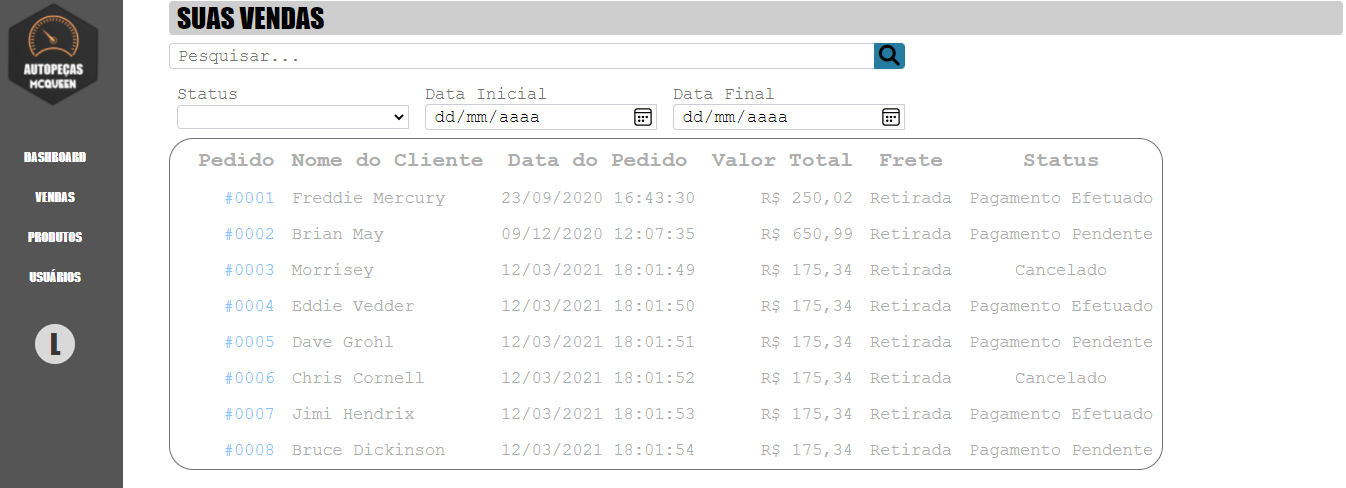 SUAS VENDAS
AUTOPEÇAS
MCQUEEN
Pesquisar...
Status Data Inicial Data Final
dd/mm/aaaa dd/mm/aaaa
DASHBOARD
VENDAS
PRODUTOS
USUÁRIOS
L
Pedido Nome do Cliente Data do Pedido Valor Total Frete Status
#0001 Freddie Mercury 23/09/2020 16:43:30 R$ 250,02 Retirada Pagamento Efetuado
#0002 Brian May 09/12/2020 12:07:35 R$ 650,99 Retirada Pagamento Pendente
#0003 Morrisey 12/03/2021 18:01:49 R$ 175,34 Retirada Cancelado
#0004 Eddie Vedder 12/03/2021 18:01:50 R$ 175,34 Retirada Pagamento Efetuado
#0005 Dave Grohl 12/03/2021 18:01:51 R$ 175,34 Retirada Pagamento Pendente
#0006 Chris Cornell 12/03/2021 18:01:52 R$ 175,34 Retirada Cancelado
#0007 Jimi Hendrix 12/03/2021 18:01:53 R$ 175,34 Retirada Pagamento Efetuado
#0008 Bruce Dickinson 12/03/2021 18:01:54 R$ 175,34 Retirada Pagamento Pendente